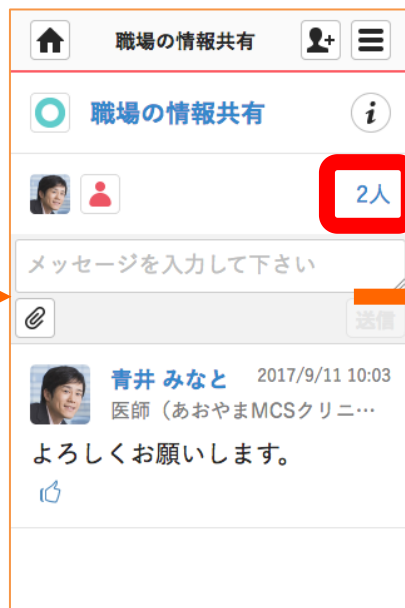 職場の情報共有
職場の情報共有
2人
メッセージを入力して下さい
送信
青井 みなと 2017/9/11 10:03
医師（あおやまMCSクリニ…
よろしくお願いします。